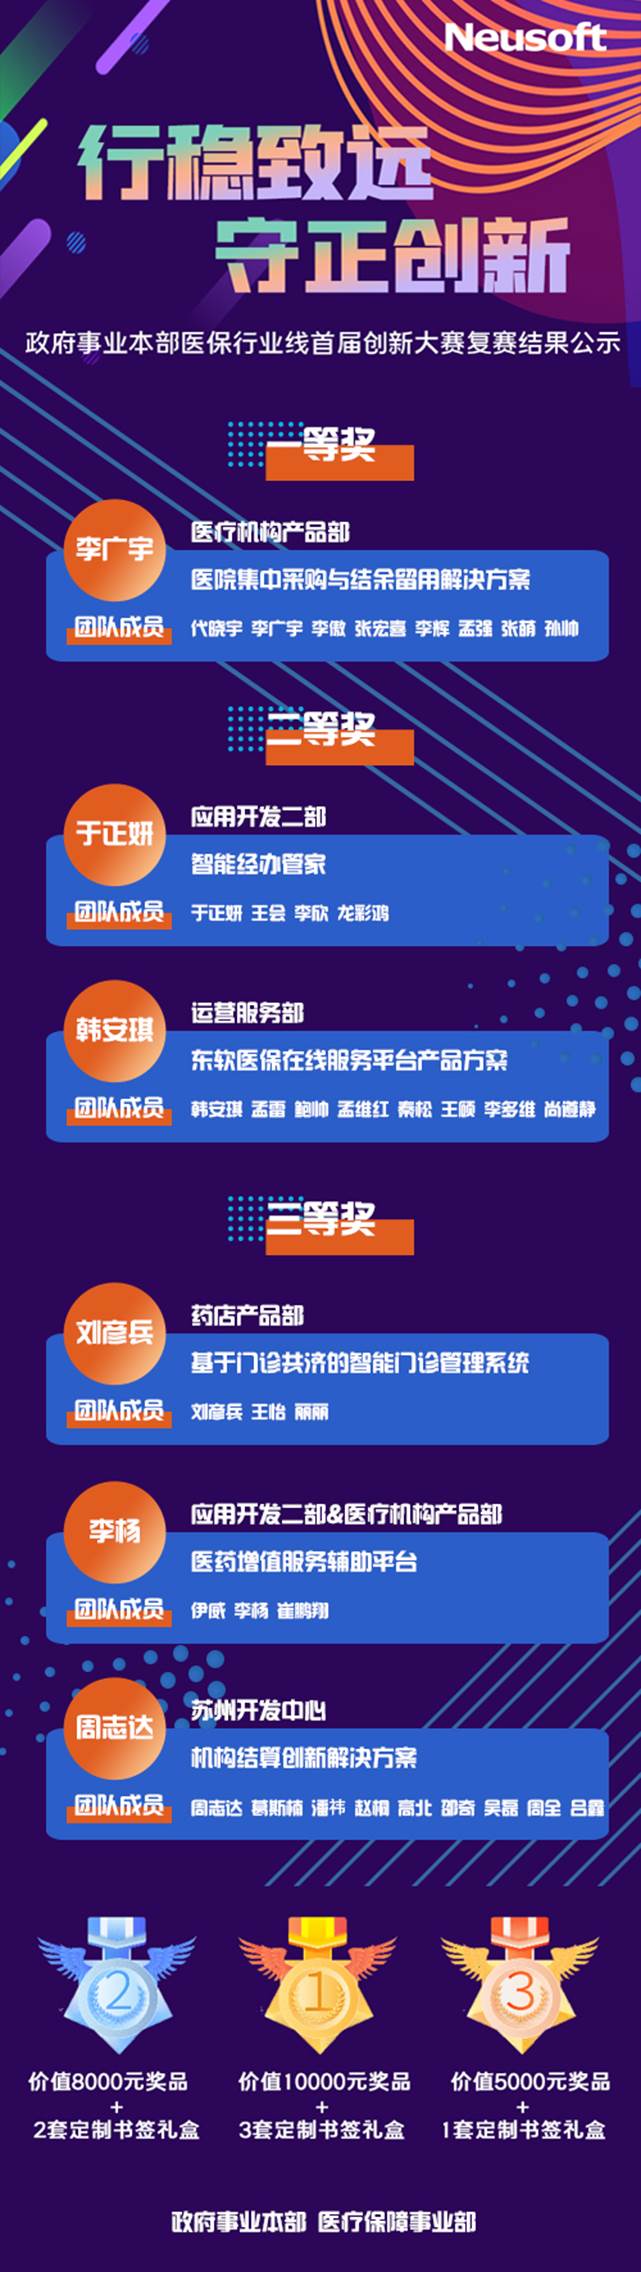 Neusoft
行稳致远
守正创新
政府事业本部医保行业线首届创新大赛复赛结果公示
一等奖
李广宇
医疗机构产品部
医院集中采购与结余留用解决方案
团队成员
代晓宇 李广宇 李傲 张宏喜 李辉 孟强 张萌 孙帅
二等奖
于正妍
应用开发二部
智能经办管家
团队成员
于正妍 王会 李欣 龙彩鸿
韩安琪
运营服务部
东软医保在线服务平台产品方案
团队成员
韩安琪 孟雷 鲍帅 孟维红 秦松 王硕 李多维 尚遵静
三等奖
刘彦兵
药店产品部
基于门诊共济的智能门诊管理系统
团队成员
刘彦兵 王怡 丽丽
李杨
应用开发二部&医疗机构产品部
医药增值服务辅助平台
团队成员
伊威 李杨 崔鹏翔
周志达
苏州开发中心
机构结算创新解决方案
团队成员
周志达 葛斯楠 潘祎 赵桐 高北 邵奇 吴磊 周全 吕鑫
2
1
3
价值8000元奖品
+
2套定制书签礼盒
价值10000元奖品
+
3套定制书签礼盒
价值5000元奖品
+
1套定制书签礼盒
政府事业本部 医疗保障事业部